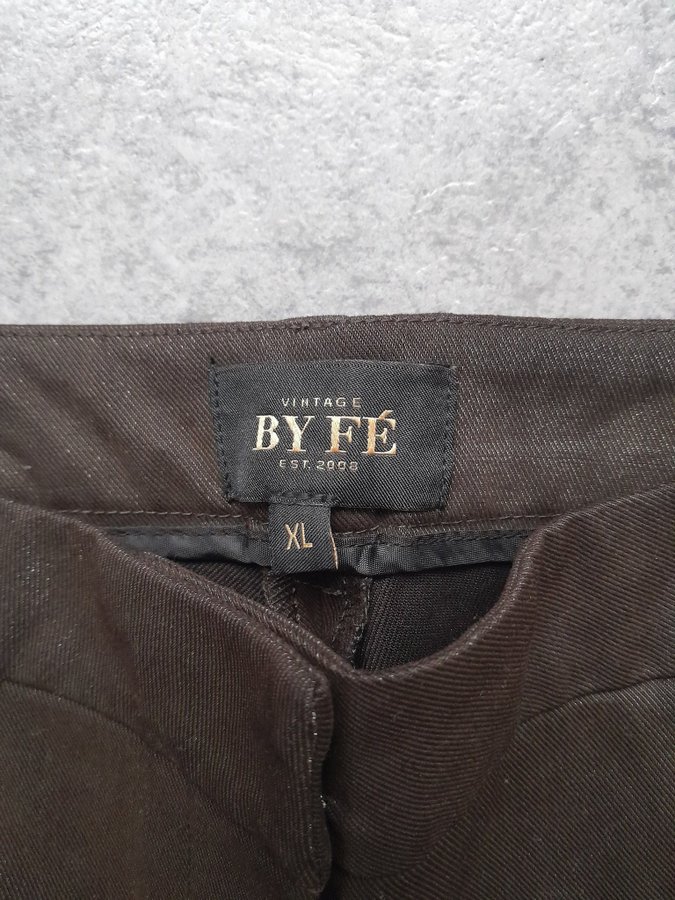 VINTAGE
BY FÉ
EST. 2008
XL